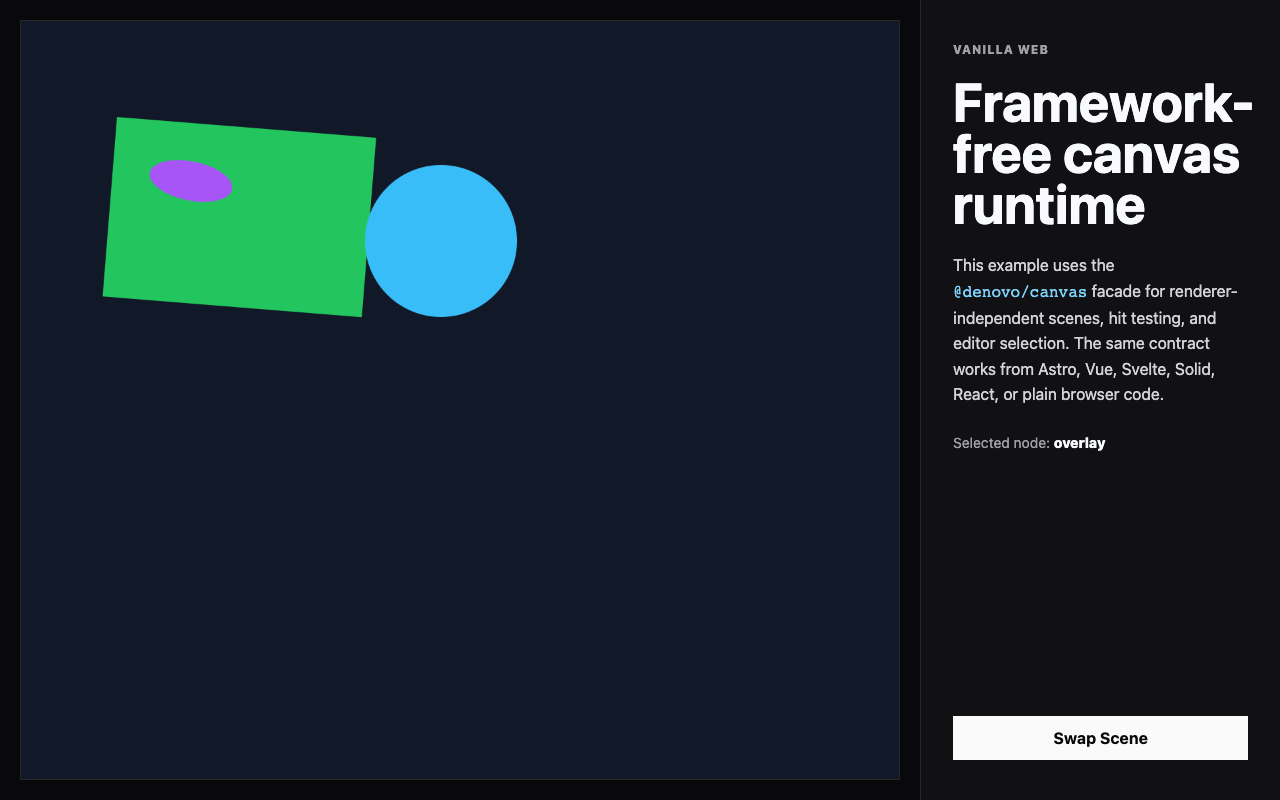 VANILLA WEB
Framework-
free canvas
runtime
This example uses the
@denovo/canvas facade for renderer-
independent scenes, hit testing, and
editor selection. The same contract
works from Astro, Vue, Svelte, Solid,
React, or plain browser code.
Selected node: overlay
Swap Scene